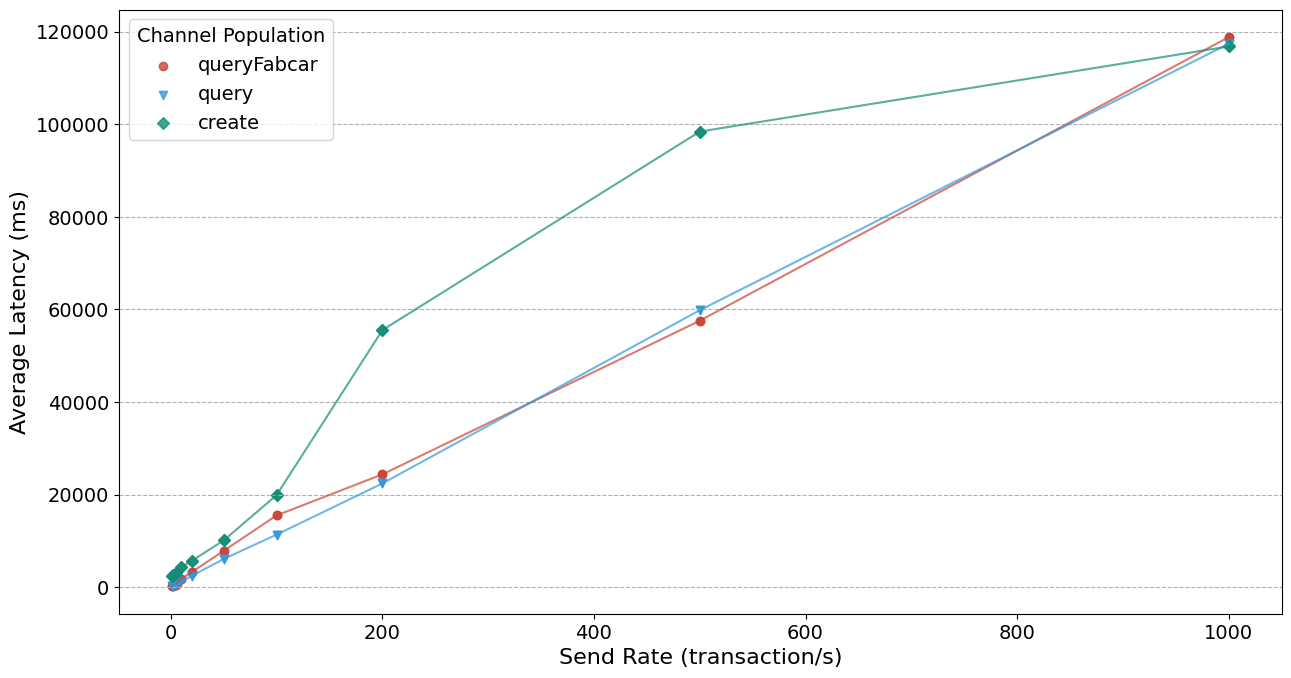 Channel Population
queryFabcar
query
create
Average Latency (ms)
120000
100000
80000
60000
40000
20000
0
0 200 400 600 800 1000
Send Rate (transaction/s)